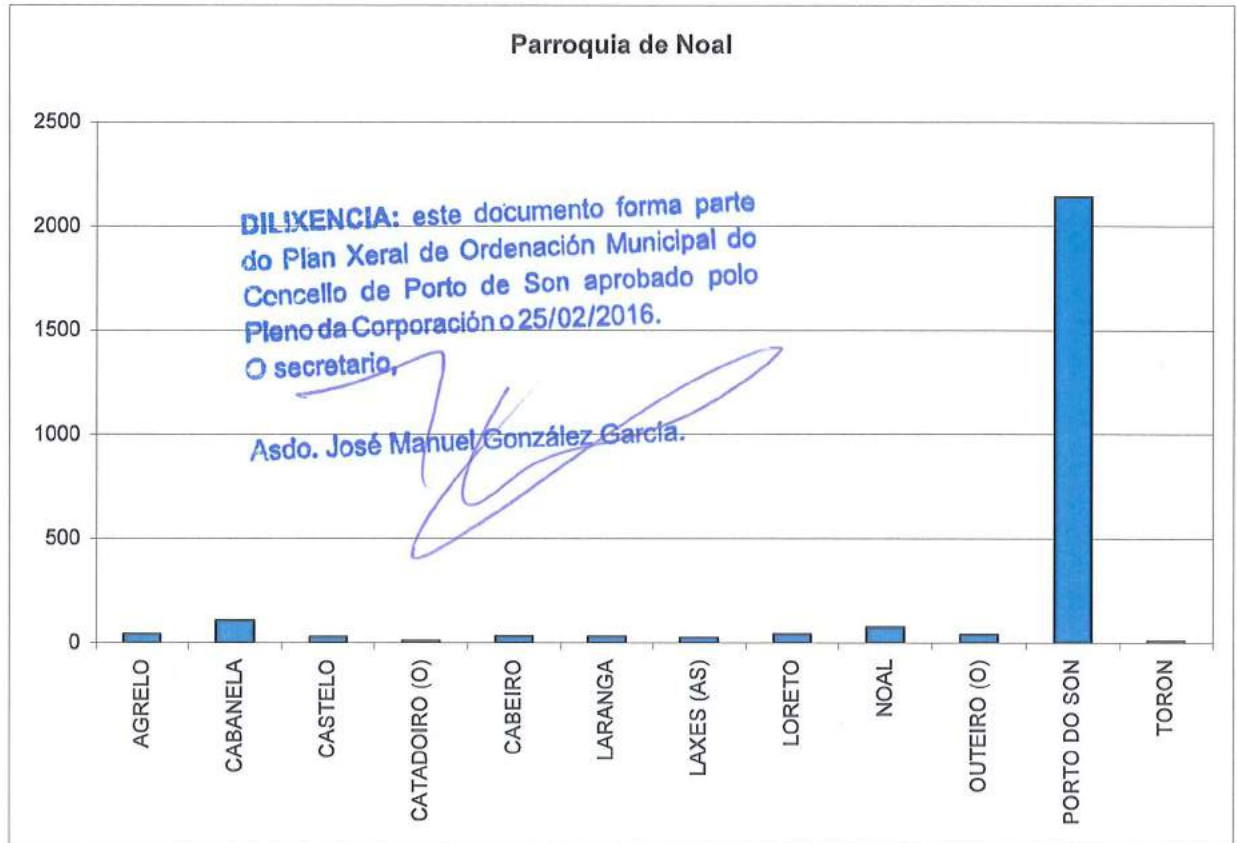 Parroquia de Noal
2500
2000
1500
1000
500
0
DILIXENCIA: este documento forma parte
do Plan Xeral de Ordenación Municipal do
Concello de Porto de Son aprobado polo
Pleno da Corporación o 25/02/2016.
O secretario,
Asdo. José Manuel González García.
AGRELO
CABANELA
CASTELO
CATADOIRO (O)
CABEIRO
LARANGA
LAXES (AS)
LORETO
NOAL
OUTEIRO (O)
PORTO DO SON
TORON